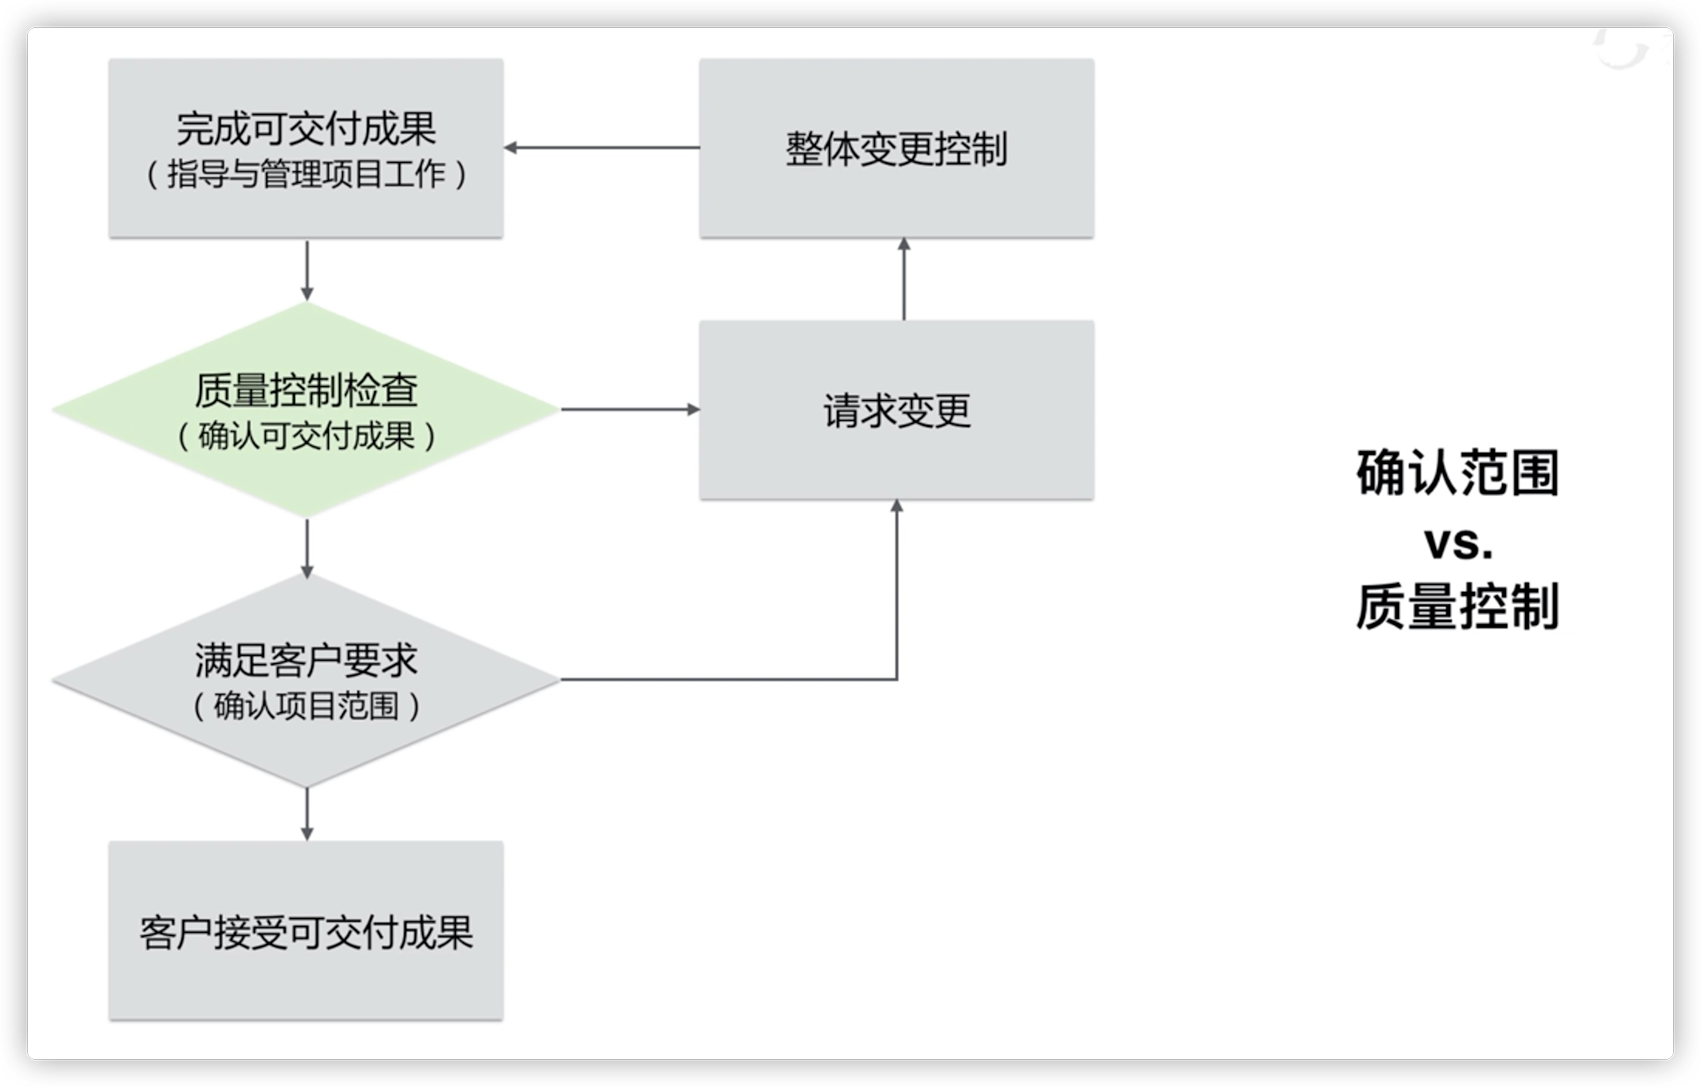 完成可交付成果
（指导与管理项目工作）
整体变更控制
质量控制检查
（确认可交付成果）
请求变更
满足客户要求
（确认项目范围）
客户接受可交付成果
确认范围
vs.
质量控制